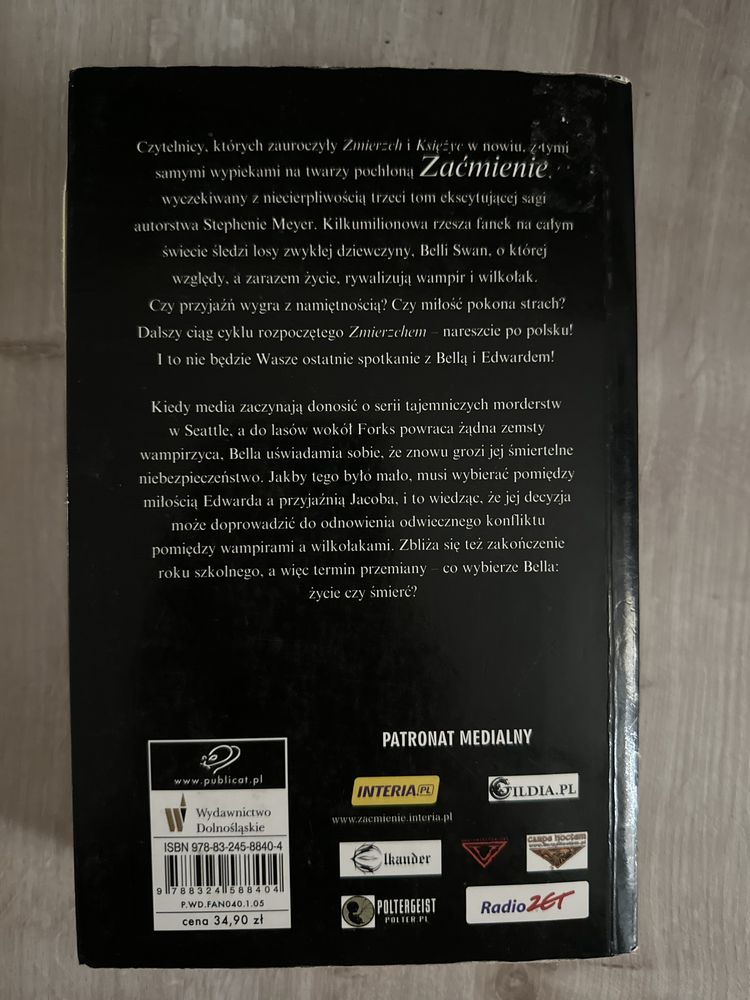 Czytelnicy, których zauroczyły Zmierzch i Księżyc w nowiu, z tymi
samymi wypiekami na twarzy pochłoną Zaćmienie,
wyczekiwany z niecierpliwością trzeci tom ekscytującej sagi
autorstwa Stephenie Meyer. Kilkumilionowa rzesza fanek na całym
świecie śledzi losy zwykłej dziewczyny, Belli Swan, o której
względy, a zarazem życie, rywalizują wampir i wilkołak.
Czy przyjaźń wygra z namiętnością? Czy miłość pokona strach?
Dalszy ciąg cyklu rozpoczętego Zmierzchem – nareszcie po polsku!
I to nie będzie Wasze ostatnie spotkanie z Bellą i Edwardem!
Kiedy media zaczynają donosić o serii tajemniczych morderstw
w Seattle, a do lasów wokół Forks powraca żądna zemsty
wampirzyca, Bella uświadamia sobie, że znowu grozi jej śmiertelne
niebezpieczeństwo. Jakby tego było mało, musi wybierać pomiędzy
miłością Edwarda a przyjaźnią Jacoba, i to wiedząc, że jej decyzja
może doprowadzić do odnowienia odwiecznego konfliktu
pomiędzy wampirami a wilkołakami. Zbliża się też zakończenie
roku szkolnego, a więc termin przemiany – co wybierze Bella:
życie czy śmierć?
PATRONAT MEDIALNY
www.publicat.pl
Wydawnictwo
Dolnośląskie
ISBN 978-83-245-8840-4
9 788324 588404
P.WD.FAN040.1.05
cena 34,90 zł
INTERIA.PL
GILDIA.PL
www.zacmienie.interia.pl
Elkander
CARPE NOCTEM
POLTERGEIST
POLTER.PL
Radio ZET